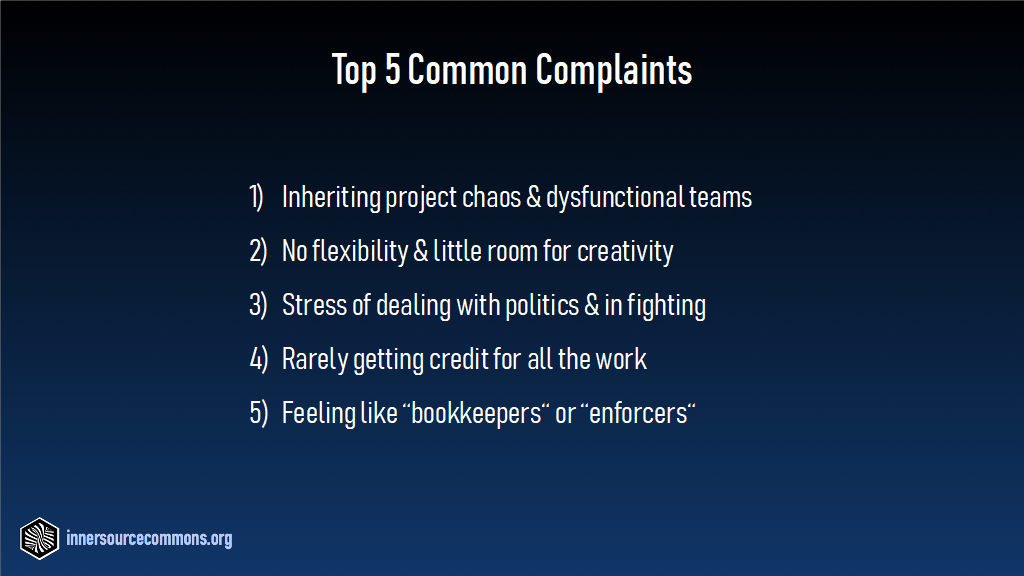 Top 5 Common Complaints
1) Inheriting project chaos & dysfunctional teams
2) No flexibility & little room for creativity
3) Stress of dealing with politics & in fighting
4) Rarely getting credit for all the work
5) Feeling like “bookkeepers“ or “enforcers“
innersourcecommons.org